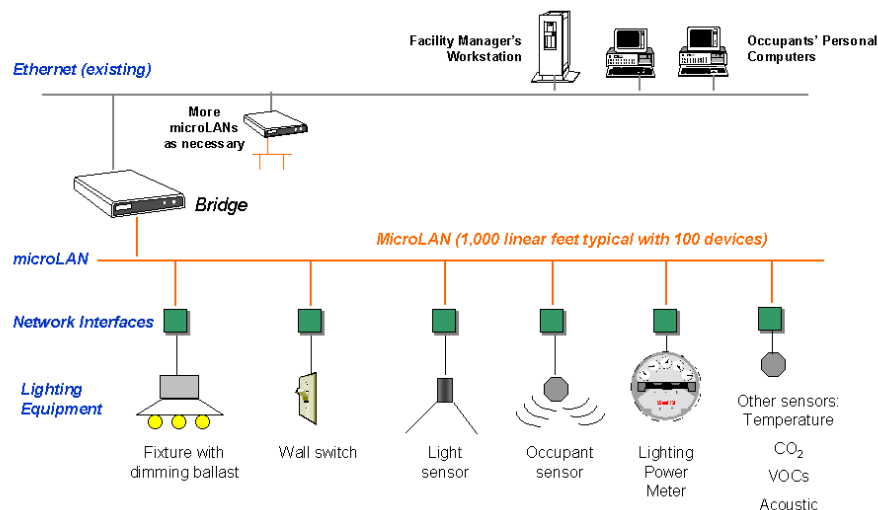 Facility Manager's
Workstation
Occupants' Personal
Computers
Ethernet (existing)
More
microLANs
as necessary
Bridge
MicroLAN (1,000 linear feet typical with 100 devices)
microLAN
Network Interfaces
Lighting
Equipment
Fixture with
dimming ballast
Wall switch
Light
sensor
Occupant
sensor
Lighting
Power
Meter
Other sensors:
Temperature
CO₂
VOCs
Acoustic